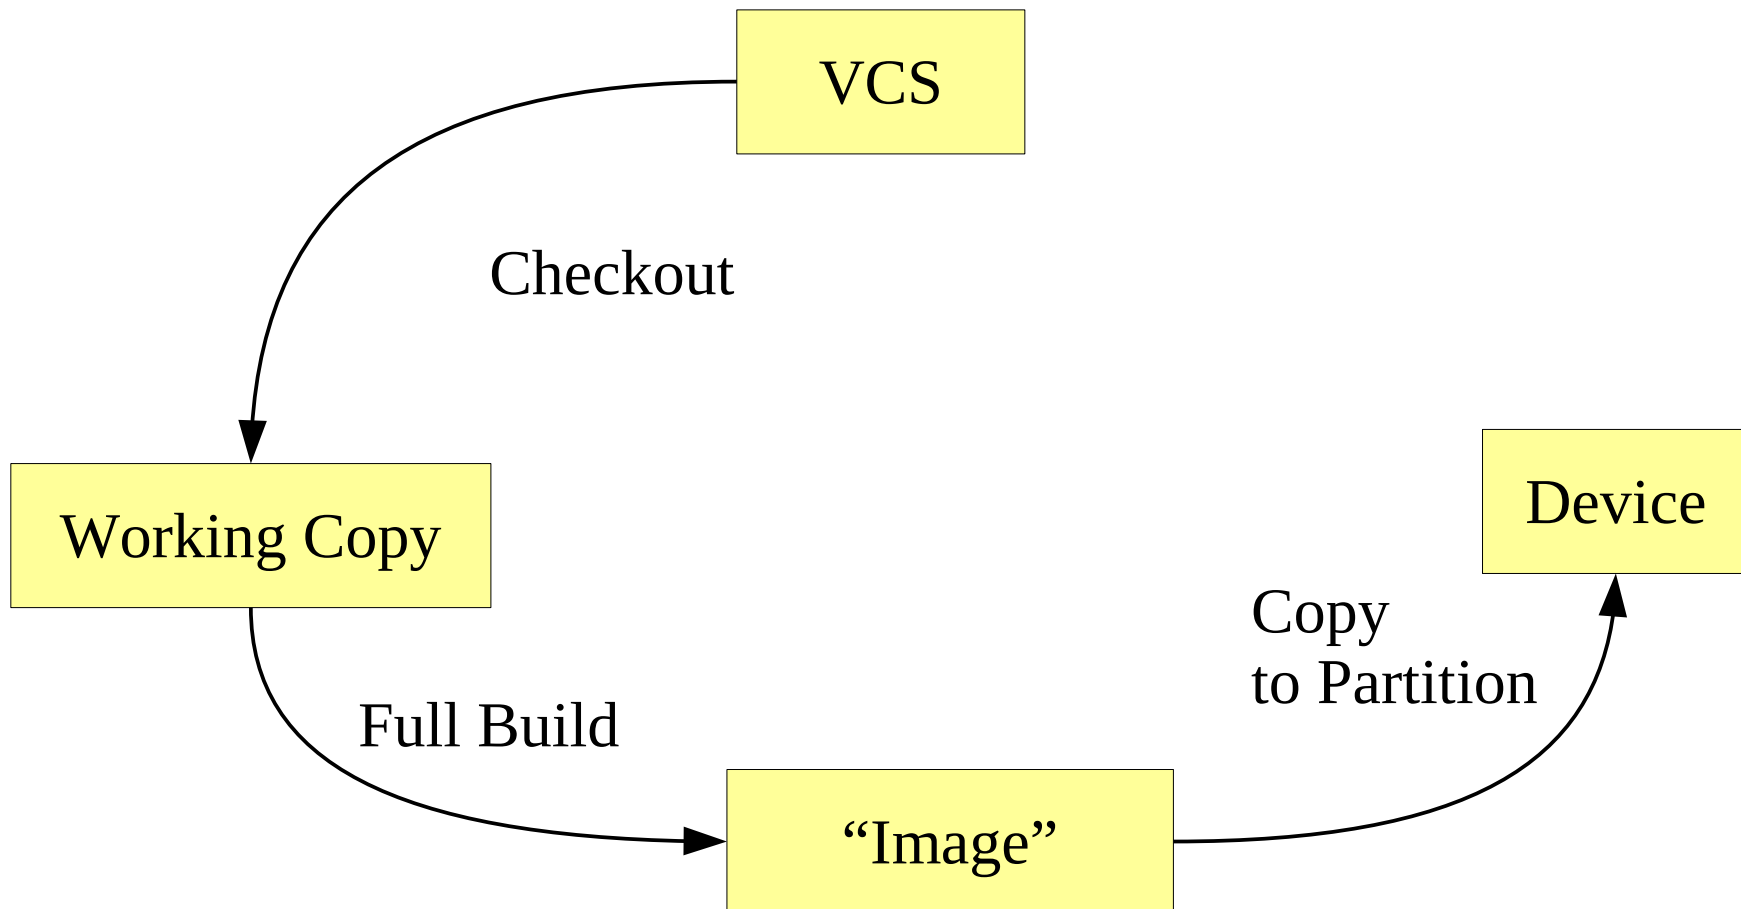 VCS
Checkout
Working Copy
Device
Copy
to Partition
Full Build
“Image”